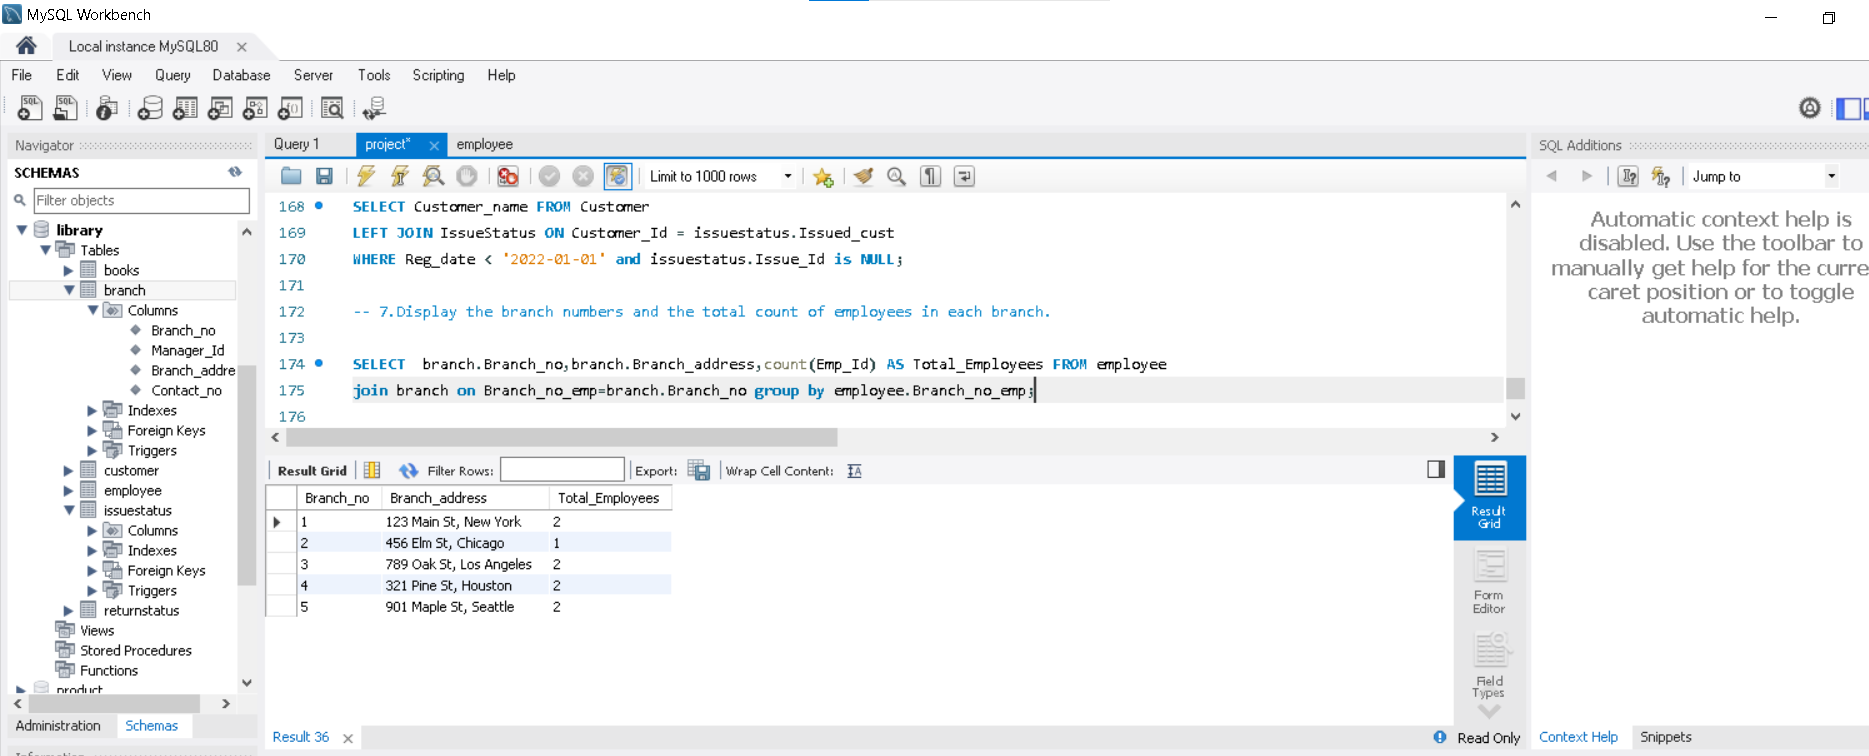 MySQL Workbench
Local instance MySQL80
File Edit View Query Database Server Tools Scripting Help
Navigator
SCHEMAS
Filter objects
library
Tables
books
branch
Columns
Branch_no
Manager_Id
Branch_addre
Contact_no
Indexes
Foreign Keys
Triggers
customer
employee
issuestatus
Columns
Indexes
Foreign Keys
Triggers
returnstatus
Views
Stored Procedures
Functions
product
Administration Schemas
Information
Query 1 project* employee
Limit to 1000 rows
168 SELECT Customer_name FROM Customer
169 LEFT JOIN IssueStatus ON Customer_Id = issuestatus.Issued_cust
170 WHERE Reg_date < '2022-01-01' and issuestatus.Issue_Id is NULL;
171
172 -- 7.Display the branch numbers and the total count of employees in each branch.
173
174 SELECT branch.Branch_no,branch.Branch_address,count(Emp_Id) AS Total_Employees FROM employee
175 join branch on Branch_no_emp=branch.Branch_no group by employee.Branch_no_emp;
176
Result Grid Filter Rows: Export: Wrap Cell Content:
Branch_no Branch_address Total_Employees
1 123 Main St, New York 2
2 456 Elm St, Chicago 1
3 789 Oak St, Los Angeles 2
4 321 Pine St, Houston 2
5 901 Maple St, Seattle 2
Result
Grid
Form
Editor
Field
Types
Result 36
Read Only
SQL Additions
Jump to
Automatic context help is
disabled. Use the toolbar to
manually get help for the curre
caret position or to toggle
automatic help.
Context Help Snippets